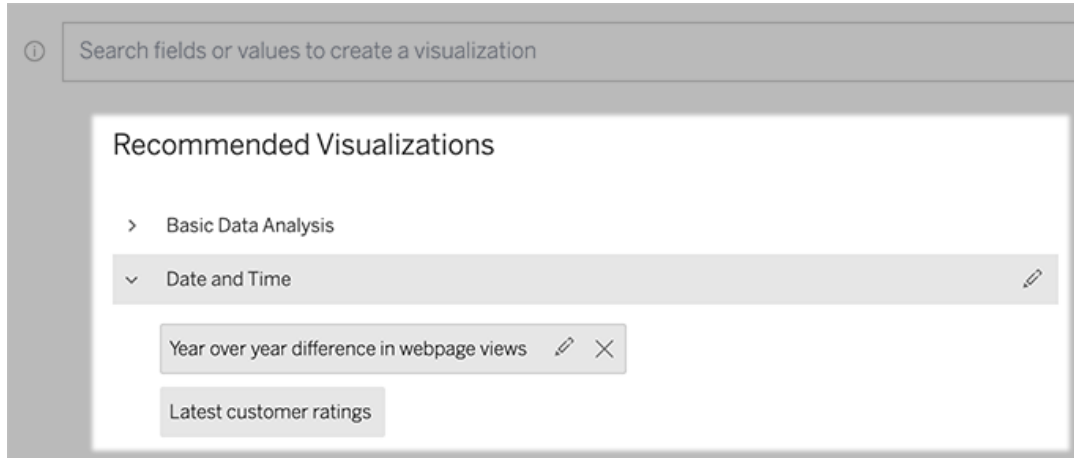 Search fields or values to create a visualization
Recommended Visualizations
Basic Data Analysis
Date and Time
Year over year difference in webpage views
Latest customer ratings